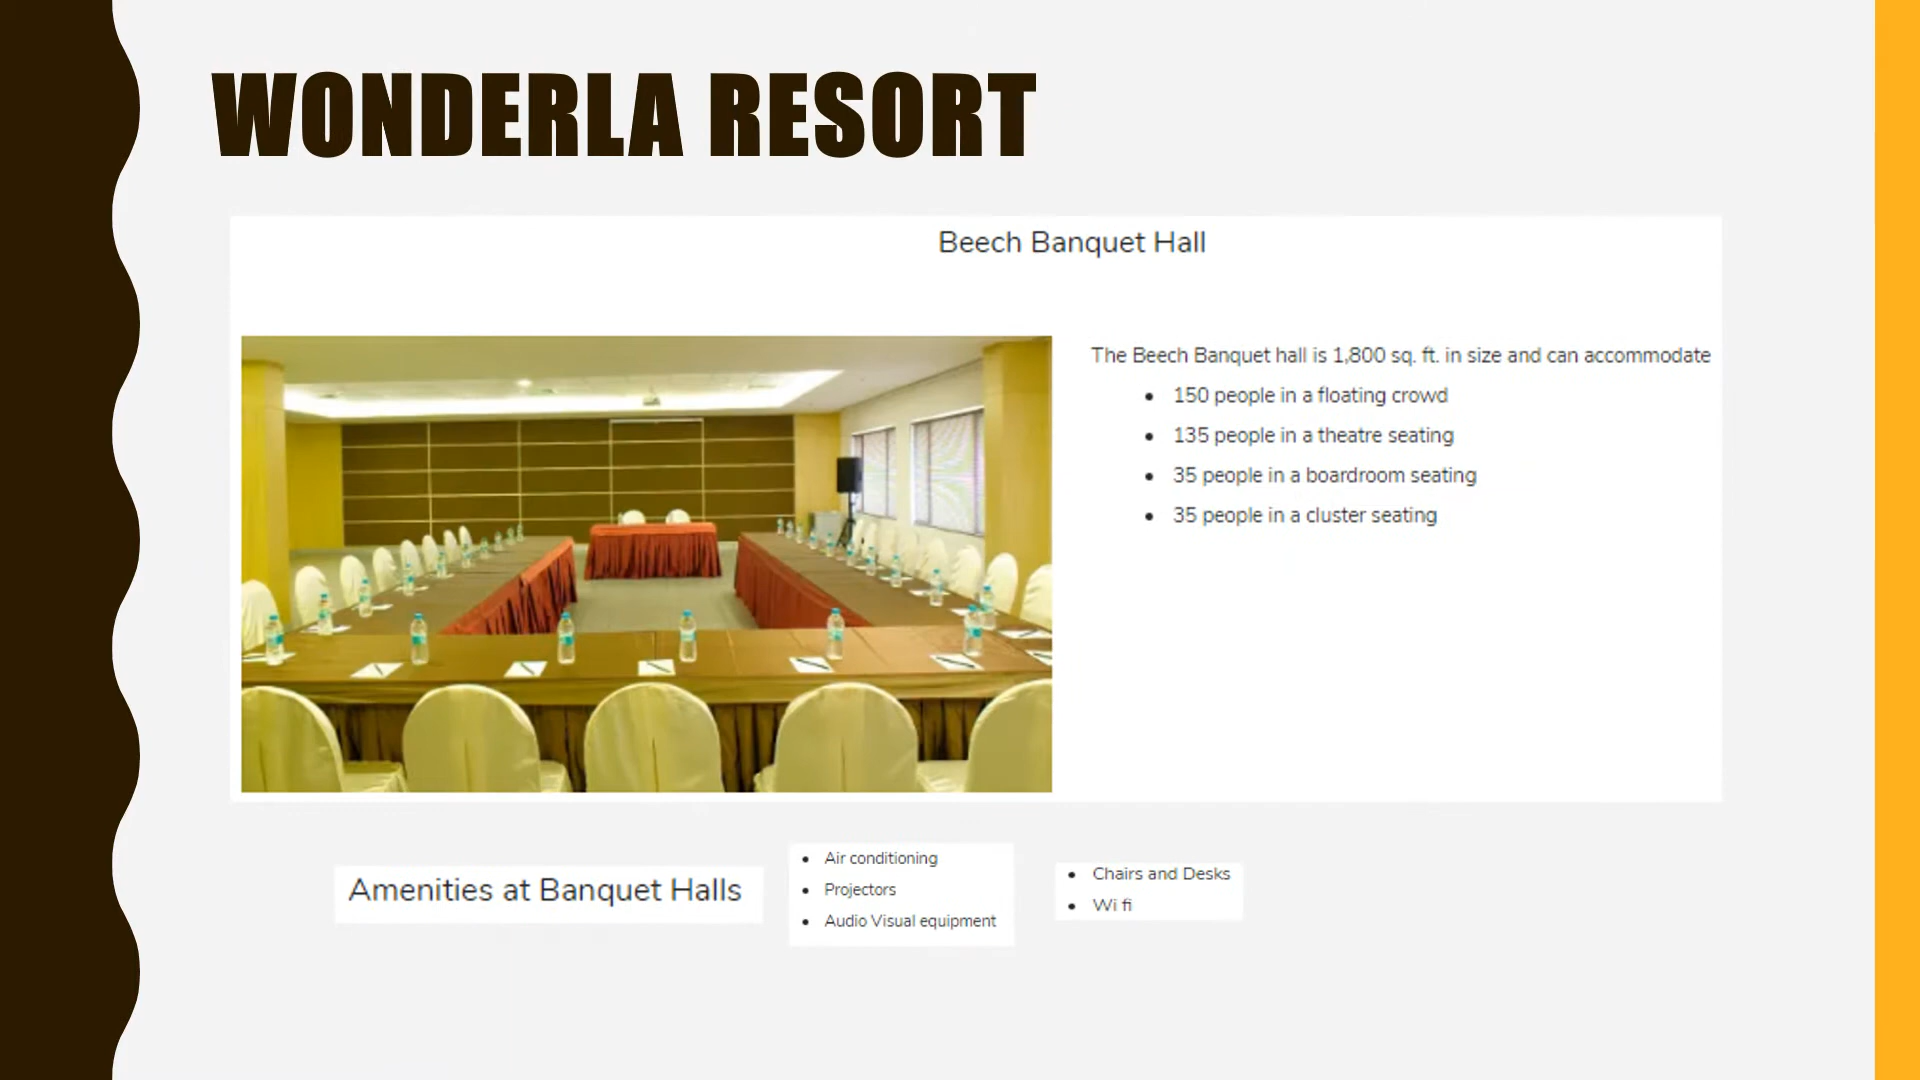 WONDERLA RESORT
Beech Banquet Hall
The Beech Banquet hall is 1,800 sq. ft. in size and can accommodate
• 150 people in a floating crowd
• 135 people in a theatre seating
• 35 people in a boardroom seating
• 35 people in a cluster seating
Amenities at Banquet Halls
• Air conditioning
• Projectors
• Audio Visual equipment
• Chairs and Desks
• Wi fi